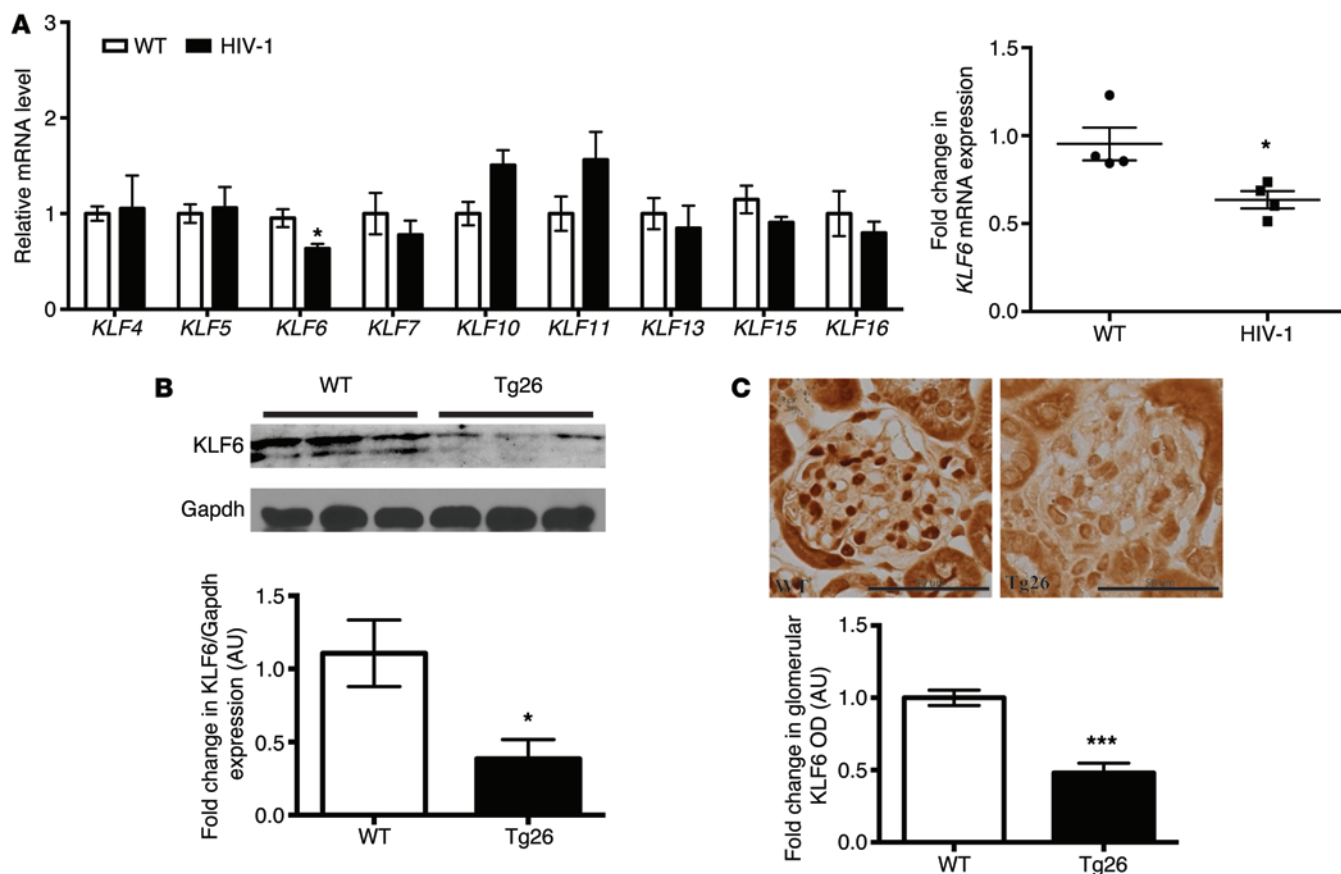 A
3
2
1
0
Relative mRNA level
WT HIV-1
*
KLF4 KLF5 KLF6 KLF7 KLF10 KLF11 KLF13 KLF15 KLF16
Fold change in
KLF6 mRNA expression
1.5
1.0
0.5
0.0
*
WT HIV-1
B
WT Tg26
KLF6
Gapdh
Fold change in KLF6/Gapdh
expression (AU)
1.5
1.0
0.5
0.0
*
WT Tg26
C
WT
Tg26
Fold change in glomerular
KLF6 OD (AU)
1.5
1.0
0.5
0.0
***
WT Tg26